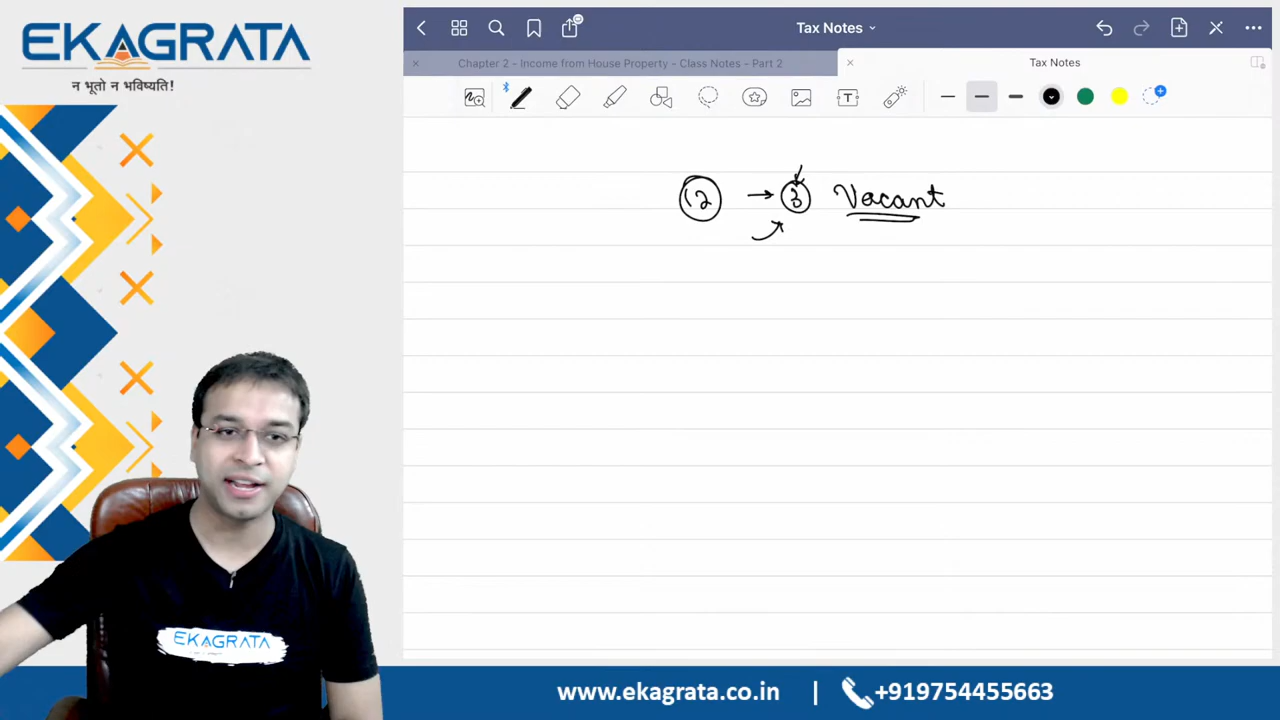 EKAGRATA
न भूतो न भविष्यति!
Tax Notes
Chapter 2 - Income from House Property - Class Notes - Part 2
Tax Notes
T
12 → 3 Vacant
EKAGRATA
www.ekagrata.co.in | +919754455663